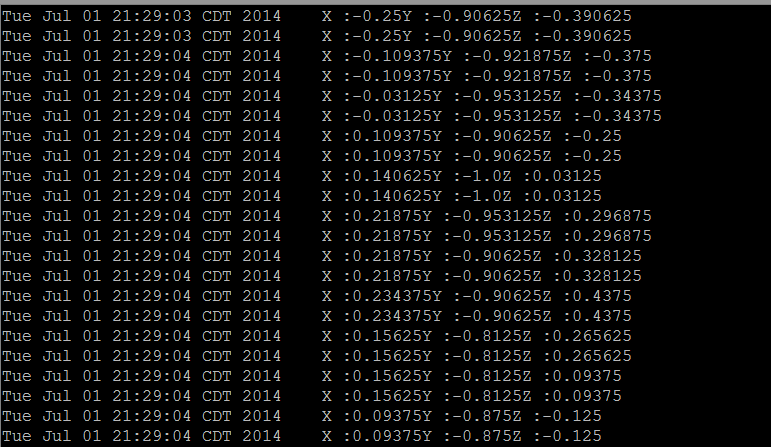 Tue Jul 01 21:29:03 CDT 2014    X :-0.25Y :-0.90625Z :-0.390625
Tue Jul 01 21:29:03 CDT 2014    X :-0.25Y :-0.90625Z :-0.390625
Tue Jul 01 21:29:04 CDT 2014    X :-0.109375Y :-0.921875Z :-0.375
Tue Jul 01 21:29:04 CDT 2014    X :-0.109375Y :-0.921875Z :-0.375
Tue Jul 01 21:29:04 CDT 2014    X :-0.03125Y :-0.953125Z :-0.34375
Tue Jul 01 21:29:04 CDT 2014    X :-0.03125Y :-0.953125Z :-0.34375
Tue Jul 01 21:29:04 CDT 2014    X :0.109375Y :-0.90625Z :-0.25
Tue Jul 01 21:29:04 CDT 2014    X :0.109375Y :-0.90625Z :-0.25
Tue Jul 01 21:29:04 CDT 2014    X :0.140625Y :-1.0Z :0.03125
Tue Jul 01 21:29:04 CDT 2014    X :0.140625Y :-1.0Z :0.03125
Tue Jul 01 21:29:04 CDT 2014    X :0.21875Y :-0.953125Z :0.296875
Tue Jul 01 21:29:04 CDT 2014    X :0.21875Y :-0.953125Z :0.296875
Tue Jul 01 21:29:04 CDT 2014    X :0.21875Y :-0.90625Z :0.328125
Tue Jul 01 21:29:04 CDT 2014    X :0.21875Y :-0.90625Z :0.328125
Tue Jul 01 21:29:04 CDT 2014    X :0.234375Y :-0.90625Z :0.4375
Tue Jul 01 21:29:04 CDT 2014    X :0.234375Y :-0.90625Z :0.4375
Tue Jul 01 21:29:04 CDT 2014    X :0.15625Y :-0.8125Z :0.265625
Tue Jul 01 21:29:04 CDT 2014    X :0.15625Y :-0.8125Z :0.265625
Tue Jul 01 21:29:04 CDT 2014    X :0.15625Y :-0.8125Z :0.09375
Tue Jul 01 21:29:04 CDT 2014    X :0.15625Y :-0.8125Z :0.09375
Tue Jul 01 21:29:04 CDT 2014    X :0.09375Y :-0.875Z :-0.125
Tue Jul 01 21:29:04 CDT 2014    X :0.09375Y :-0.875Z :-0.125